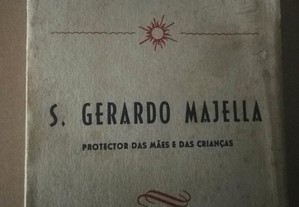 S. GERARDO MAJELLA
PROTECTOR DAS MÃES E DAS CRIANÇAS